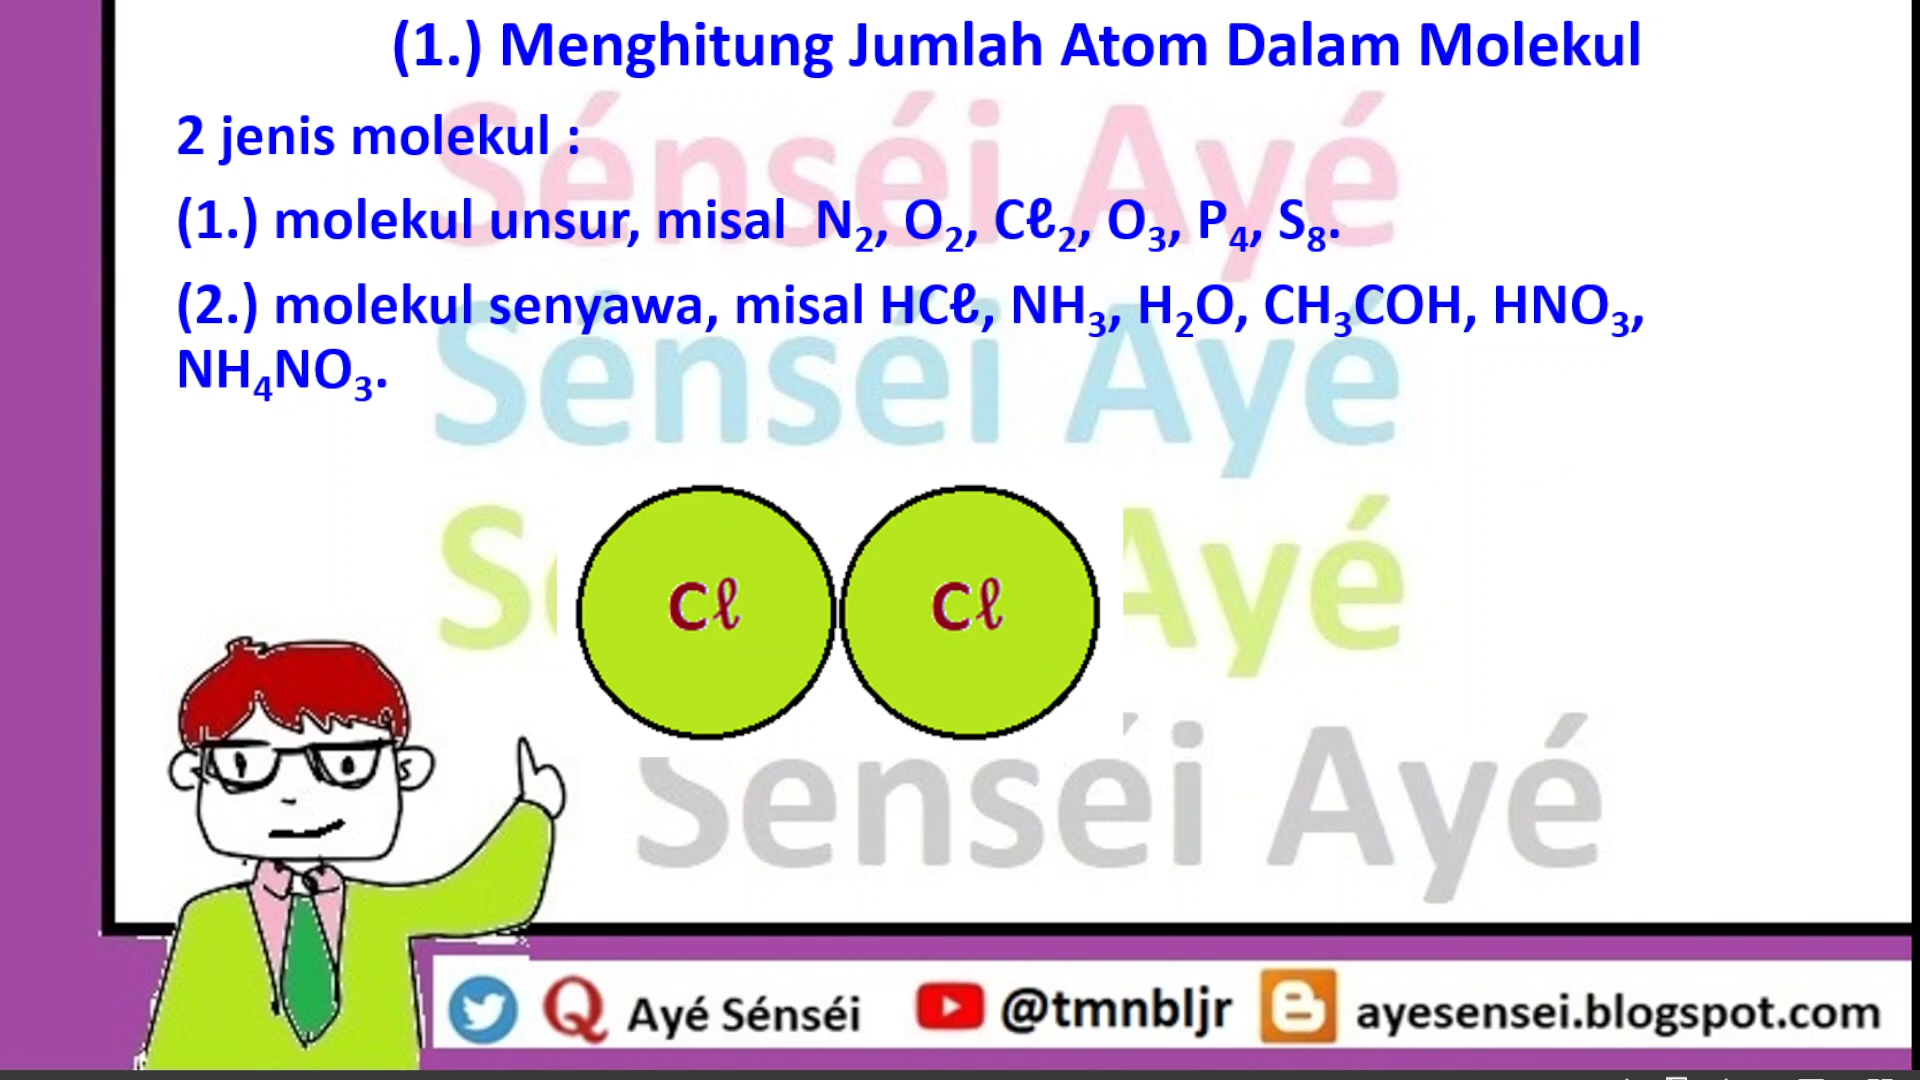 (1.) Menghitung Jumlah Atom Dalam Molekul
2 jenis molekul :
(1.) molekul unsur, misal N₂, O₂, Cℓ₂, O₃, P₄, S₈.
(2.) molekul senyawa, misal HCℓ, NH₃, H₂O, CH₃COH, HNO₃,
NH₄NO₃.
Sénséi Ayé
Sénséi Ayé
Ayé
Sénséi Ayé
Cℓ Cℓ
Ayé Sénséi @tmnbljr ayesensei.blogspot.com